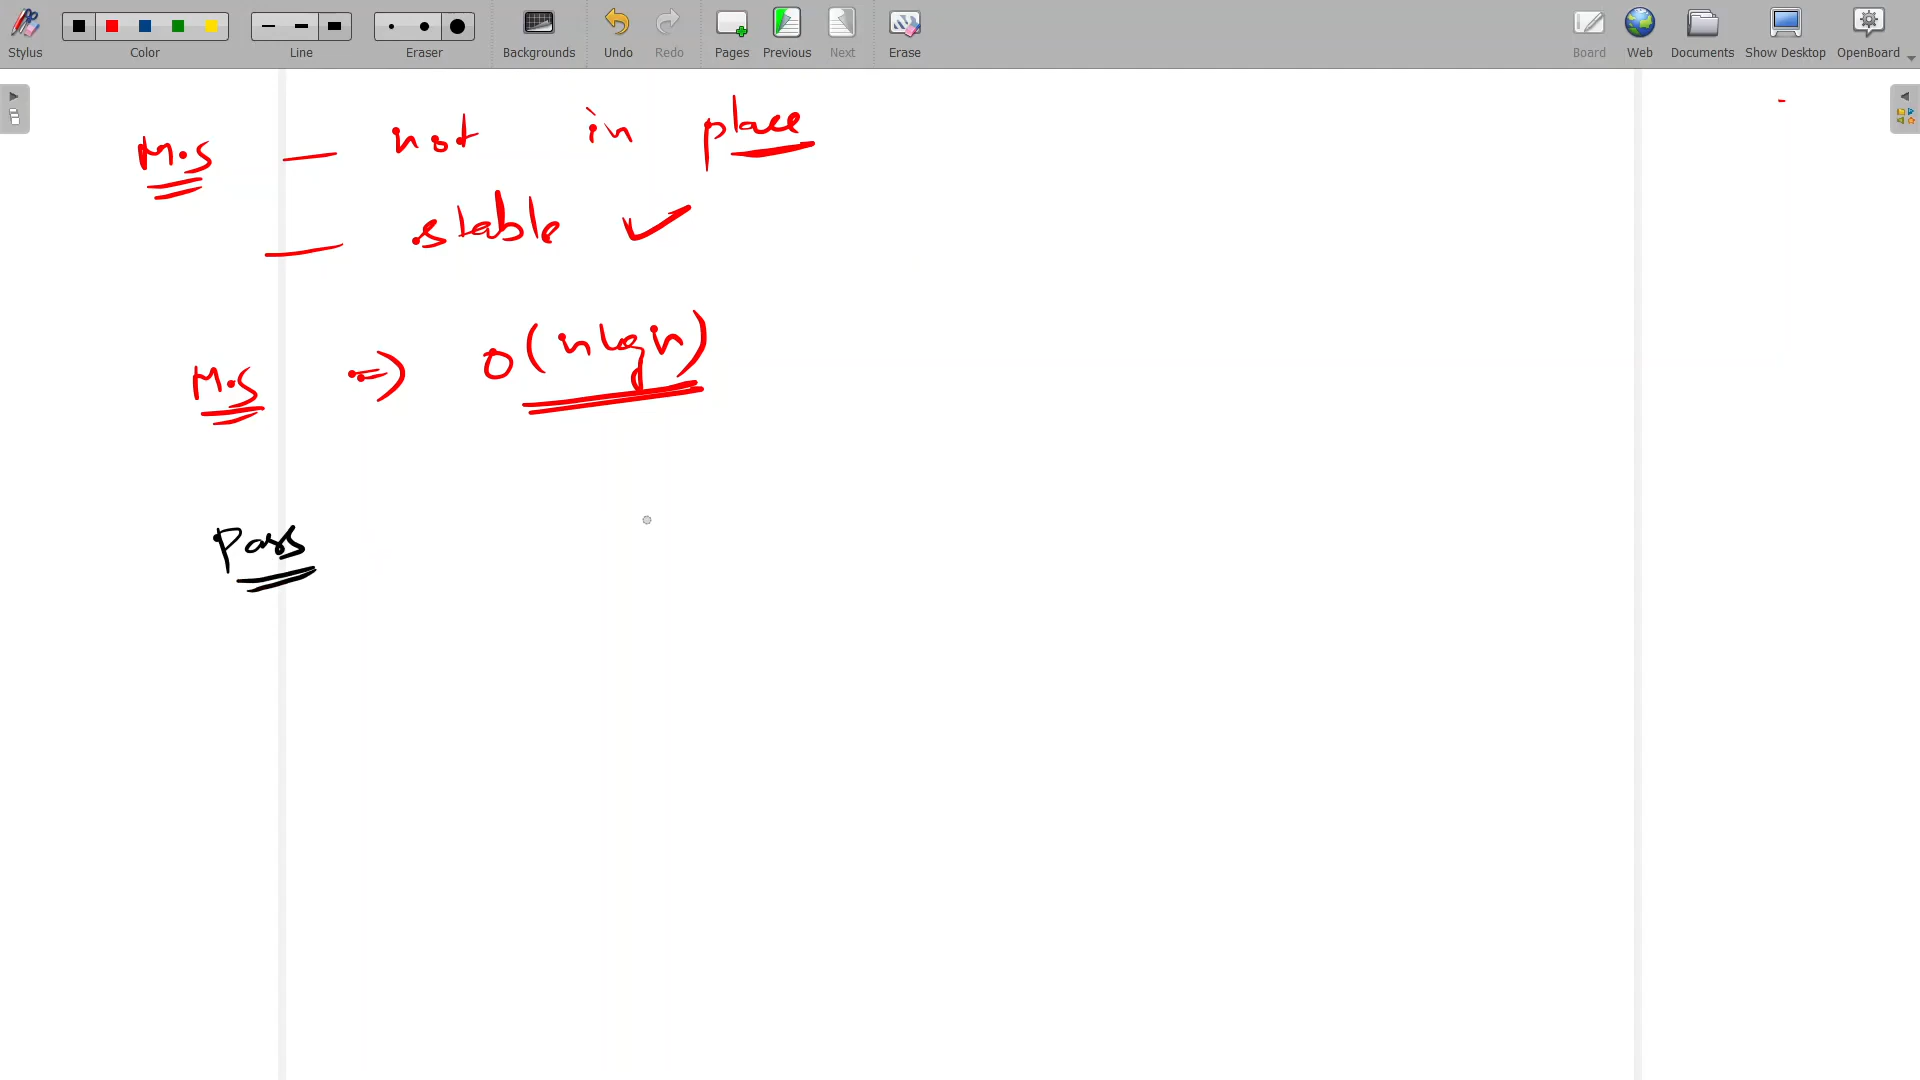 Stylus Color Line Eraser Backgrounds Undo Redo Pages Previous Next Erase Board Web Documents Show Desktop OpenBoard
M.S — not in place
— stable ✓
M.S => O(nlgn)
Pass